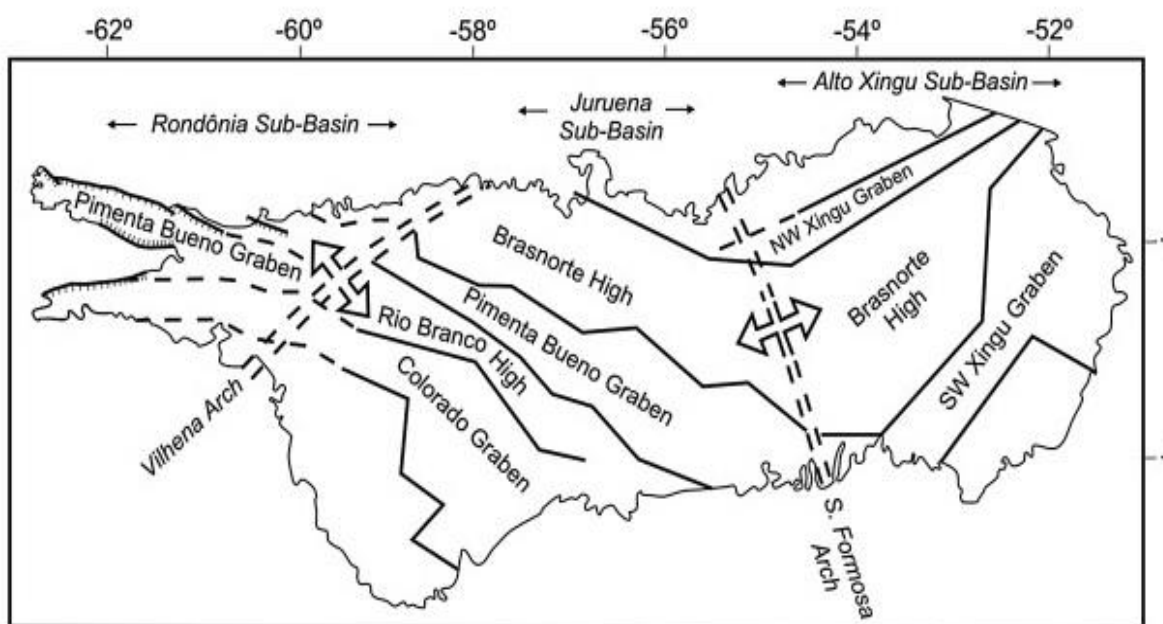 -62º -60º -58º -56º -54º -52º
Alto Xingu Sub-Basin
Juruena
Sub-Basin
Rondônia Sub-Basin
Pimenta Bueno Graben
NW Xingu Graben
Brasnorte High
Brasnorte
High
Pimenta Bueno Graben
Rio Branco High
Colorado Graben
SW Xingu Graben
Vilhena Arch
S. Formosa
Arch